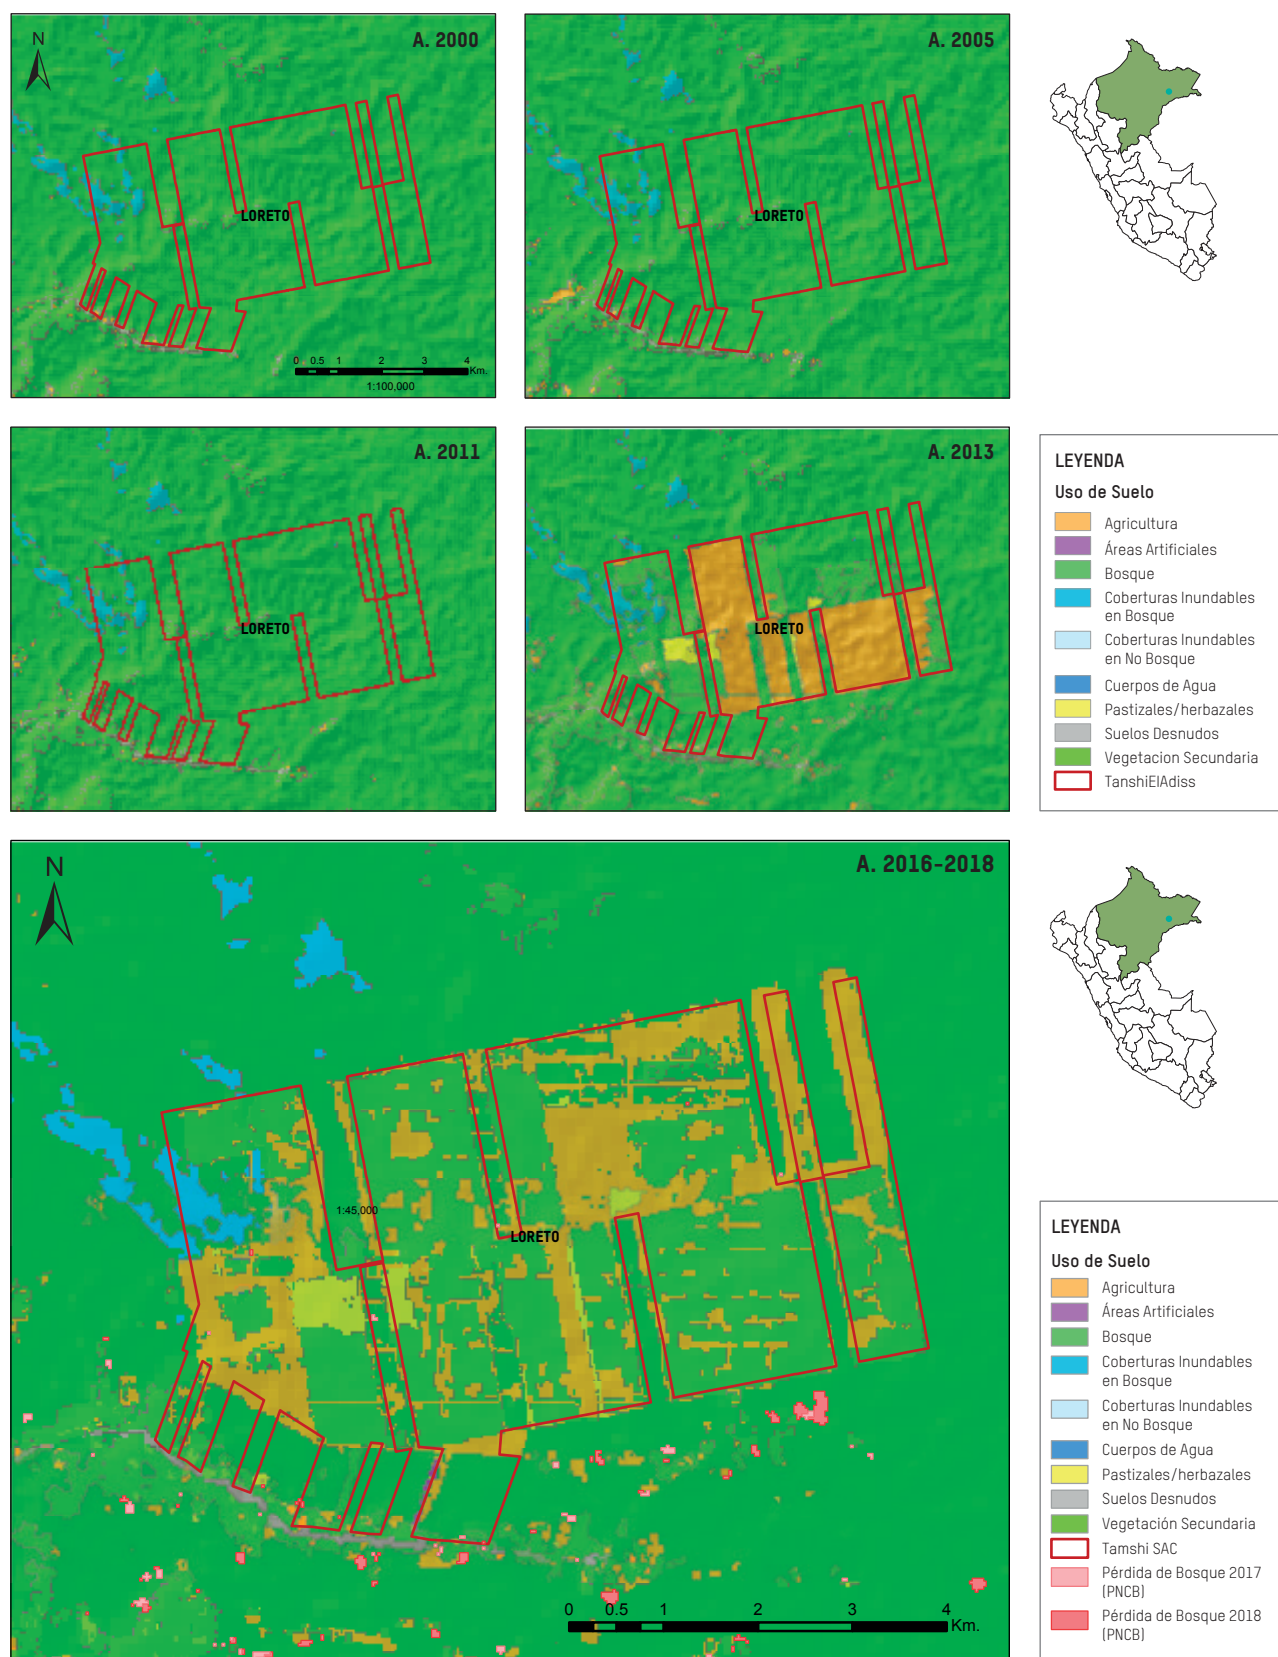 N
A. 2000
LORETO
0 0.5 1 2 3 4
Km.
1:100,000
A. 2005
LORETO
A. 2011
LORETO
A. 2013
LORETO
LEYENDA
Uso de Suelo
Agricultura
Áreas Artificiales
Bosque
Coberturas Inundables
en Bosque
Coberturas Inundables
en No Bosque
Cuerpos de Agua
Pastizales/herbazales
Suelos Desnudos
Vegetacion Secundaria
TanshiEIAdiss
N
A. 2016-2018
1:45,000
LORETO
0 0.5 1 2 3 4
Km.
LEYENDA
Uso de Suelo
Agricultura
Áreas Artificiales
Bosque
Coberturas Inundables
en Bosque
Coberturas Inundables
en No Bosque
Cuerpos de Agua
Pastizales/herbazales
Suelos Desnudos
Vegetación Secundaria
Tamshi SAC
Pérdida de Bosque 2017
(PNCB)
Pérdida de Bosque 2018
(PNCB)